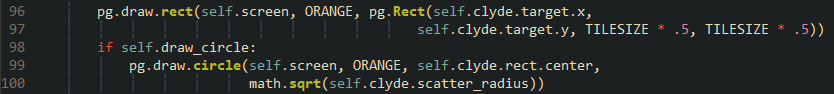 96 pg.draw.rect(self.screen, ORANGE, pg.Rect(self.clyde.target.x,
97 self.clyde.target.y, TILESIZE * .5, TILESIZE * .5))
98 if self.draw_circle:
99 pg.draw.circle(self.screen, ORANGE, self.clyde.rect.center,
100 math.sqrt(self.clyde.scatter_radius))